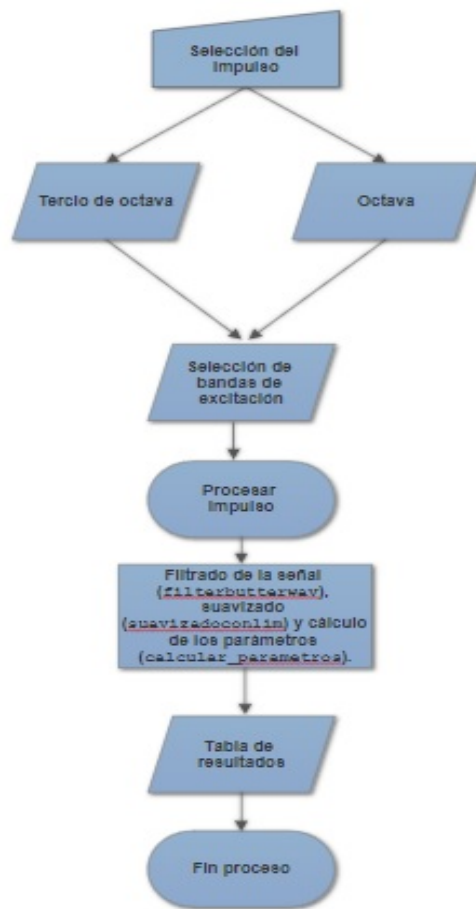 Selección del
impulso
Tercio de octava
Octava
Selección de
bandas de
excitación
Procesar
impulso
Filtrado de la señal
(filterbutterwav),
suavizado
(suavizadoconlim) y cálculo
de los parámetros
(calcular_parametros).
Tabla de
resultados
Fin proceso